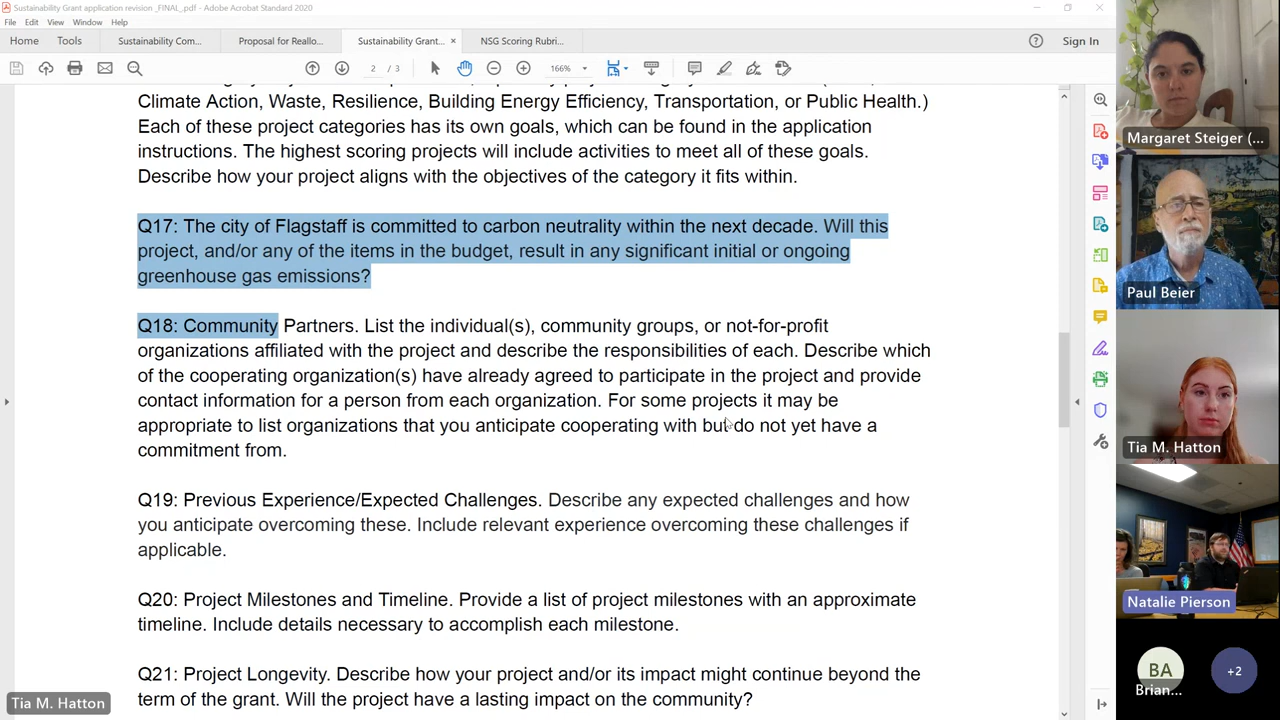 Sustainability Grant application revision _FINAL_.pdf - Adobe Acrobat Standard 2020
File Edit View Window Help
Home Tools Sustainability Com... Proposal for Reallo... Sustainability Grant... × NSG Scoring Rubri... Sign In
2 / 3 166%
Climate Action, Waste, Resilience, Building Energy Efficiency, Transportation, or Public Health.)
Each of these project categories has its own goals, which can be found in the application
instructions. The highest scoring projects will include activities to meet all of these goals.
Describe how your project aligns with the objectives of the category it fits within.
Q17: The city of Flagstaff is committed to carbon neutrality within the next decade. Will this
project, and/or any of the items in the budget, result in any significant initial or ongoing
greenhouse gas emissions?
Q18: Community Partners. List the individual(s), community groups, or not-for-profit
organizations affiliated with the project and describe the responsibilities of each. Describe which
of the cooperating organization(s) have already agreed to participate in the project and provide
contact information for a person from each organization. For some projects it may be
appropriate to list organizations that you anticipate cooperating with but do not yet have a
commitment from.
Q19: Previous Experience/Expected Challenges. Describe any expected challenges and how
you anticipate overcoming these. Include relevant experience overcoming these challenges if
applicable.
Q20: Project Milestones and Timeline. Provide a list of project milestones with an approximate
timeline. Include details necessary to accomplish each milestone.
Q21: Project Longevity. Describe how your project and/or its impact might continue beyond the
term of the grant. Will the project have a lasting impact on the community?
Tia M. Hatton
Margaret Steiger (...
Paul Beier
Tia M. Hatton
Natalie Pierson
BA
Brian...
+2